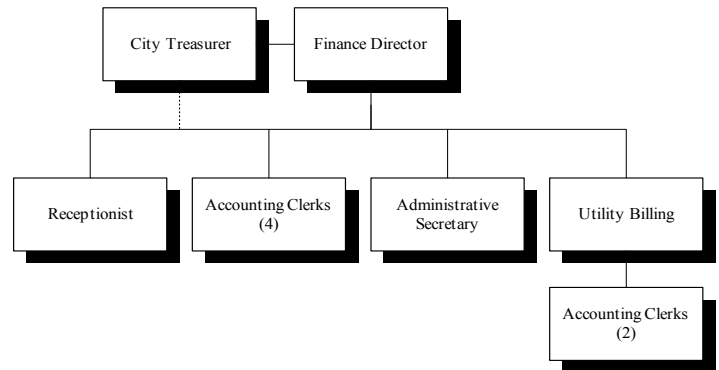 City Treasurer
Finance Director
Receptionist
Accounting Clerks
(4)
Administrative
Secretary
Utility Billing
Accounting Clerks
(2)